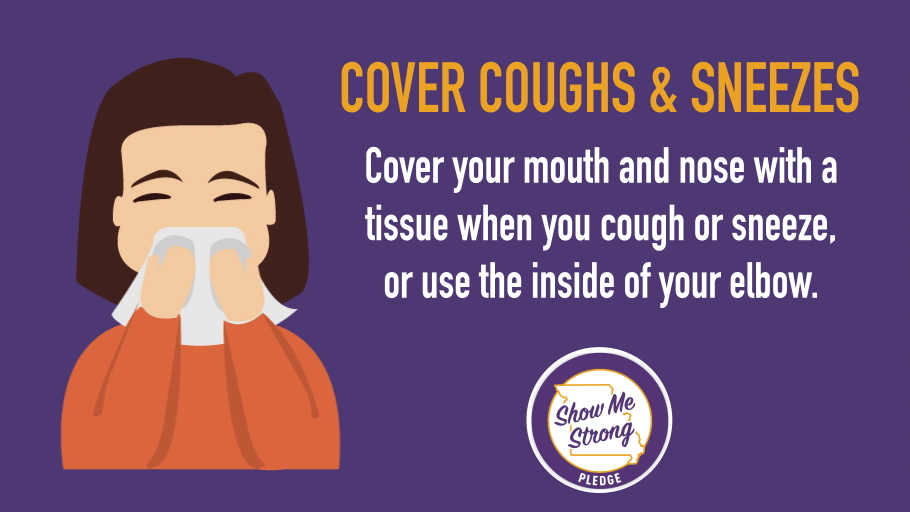 COVER COUGHS & SNEEZES
Cover your mouth and nose with a
tissue when you cough or sneeze,
or use the inside of your elbow.
Show Me
Strong
PLEDGE